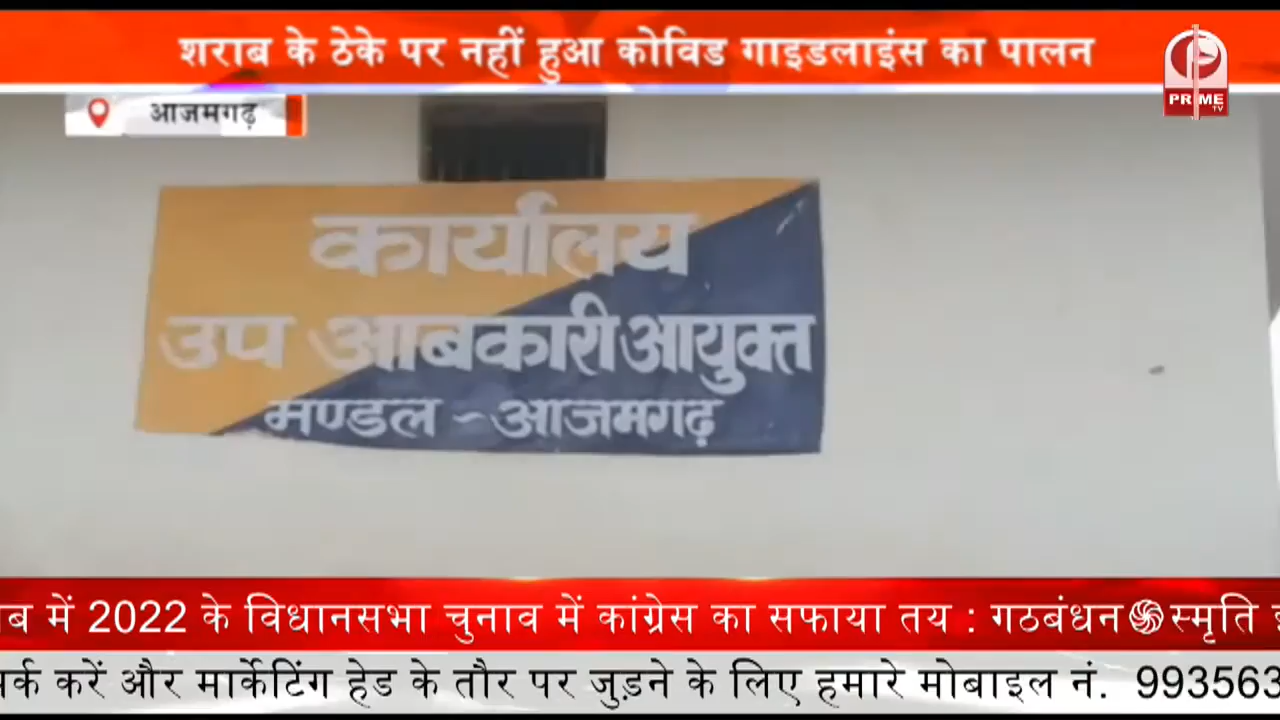 शराब के ठेके पर नहीं हुआ कोविड गाइडलाइंस का पालन
PRIME
TV
आजमगढ़
कार्यालय
उप आबकारी आयुक्त
मण्डल ~ आजमगढ़
में 2022 के विधानसभा चुनाव में कांग्रेस का सफाया तय : गठबंधन स्मृति
करें और मार्केटिंग हेड के तौर पर जुड़ने के लिए हमारे मोबाइल नं. 993563